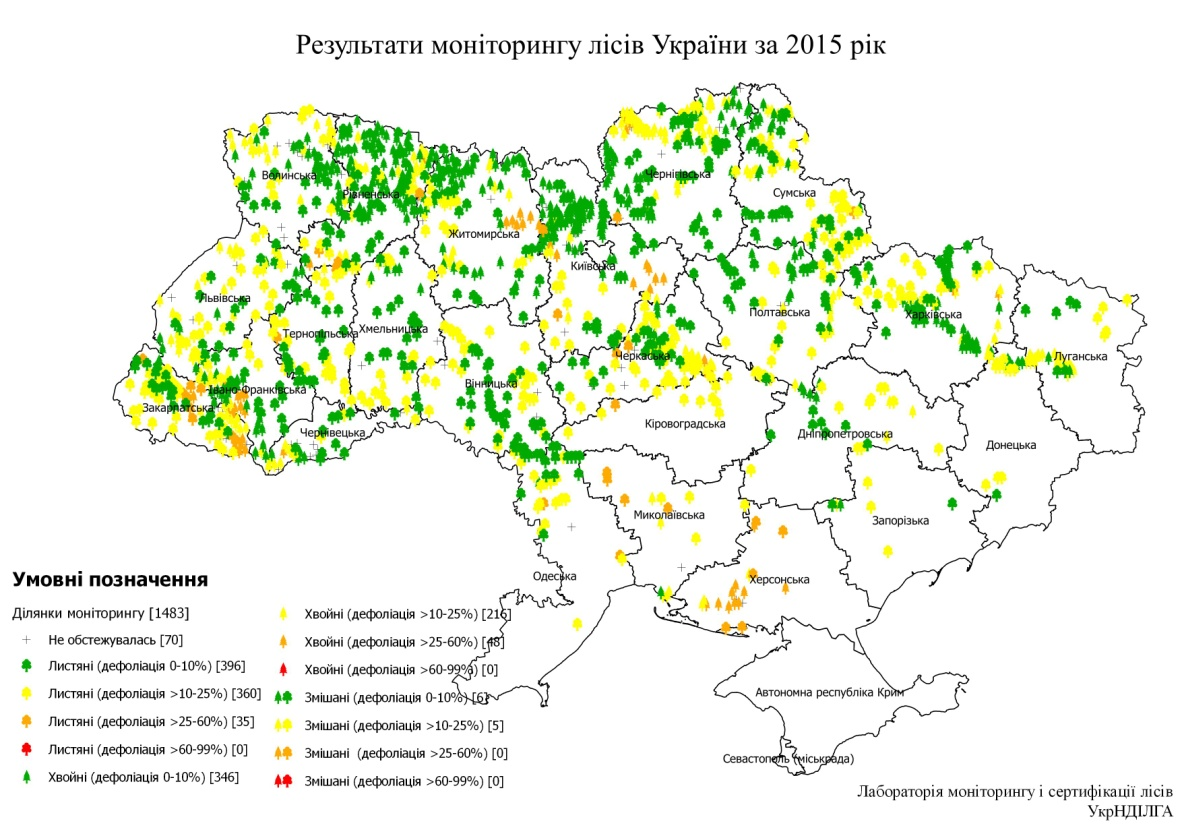 Результати моніторингу лісів України за 2015 рік
Волинська
Рівненська
Житомирська
Київська
Чернігівська
Сумська
Львівська
Тернопільська
Хмельницька
Вінницька
Черкаська
Полтавська
Харківська
Луганська
Закарпатська
Івано-Франківська
Чернівецька
Кіровоградська
Дніпропетровська
Донецька
Миколаївська
Запорізька
Одеська
Херсонська
Автономна республіка Крим
Севастополь (міськрада)
Умовні позначення
Ділянки моніторингу [1483]
Не обстежувалась [70]
Листяні (дефоліація 0-10%) [396]
Листяні (дефоліація >10-25%) [360]
Листяні (дефоліація >25-60%) [35]
Листяні (дефоліація >60-99%) [0]
Хвойні (дефоліація 0-10%) [346]
Хвойні (дефоліація >10-25%) [216]
Хвойні (дефоліація >25-60%) [48]
Хвойні (дефоліація >60-99%) [0]
Змішані (дефоліація 0-10%) [6]
Змішані (дефоліація >10-25%) [5]
Змішані (дефоліація >25-60%) [0]
Змішані (дефоліація >60-99%) [0]
Лабораторія моніторингу і сертифікації лісів
УкрНДІЛГА